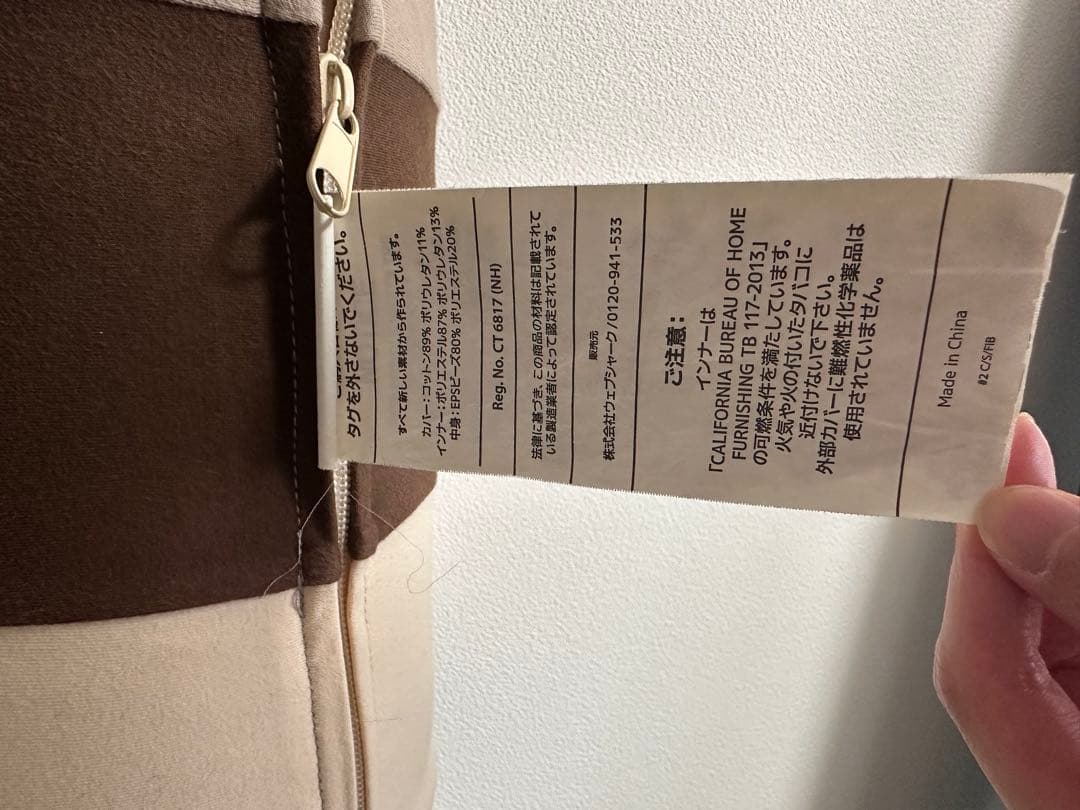 タグを外さないでください。
すべて新しい素材から作られています。
カバー：コットン89% ポリウレタン11%
インナー：ポリエステル87% ポリウレタン13%
中身：EPSビーズ80% ポリエステル20%
Reg. No. CT 6817 (NH)
法律に基づき、この商品の材料は記載されて
いる製造業者によって認定されています。
販売元
株式会社ウェブシャーク/0120-941-533
ご注意：
インナーは
「CALIFORNIA BUREAU OF HOME
FURNISHING TB 117-2013」
の可燃条件を満たしています。
火気や火の付いたタバコに
近付けないで下さい。
外部カバーに難燃性化学薬品は
使用されていません。
Made in China
#2 C/S/FIB